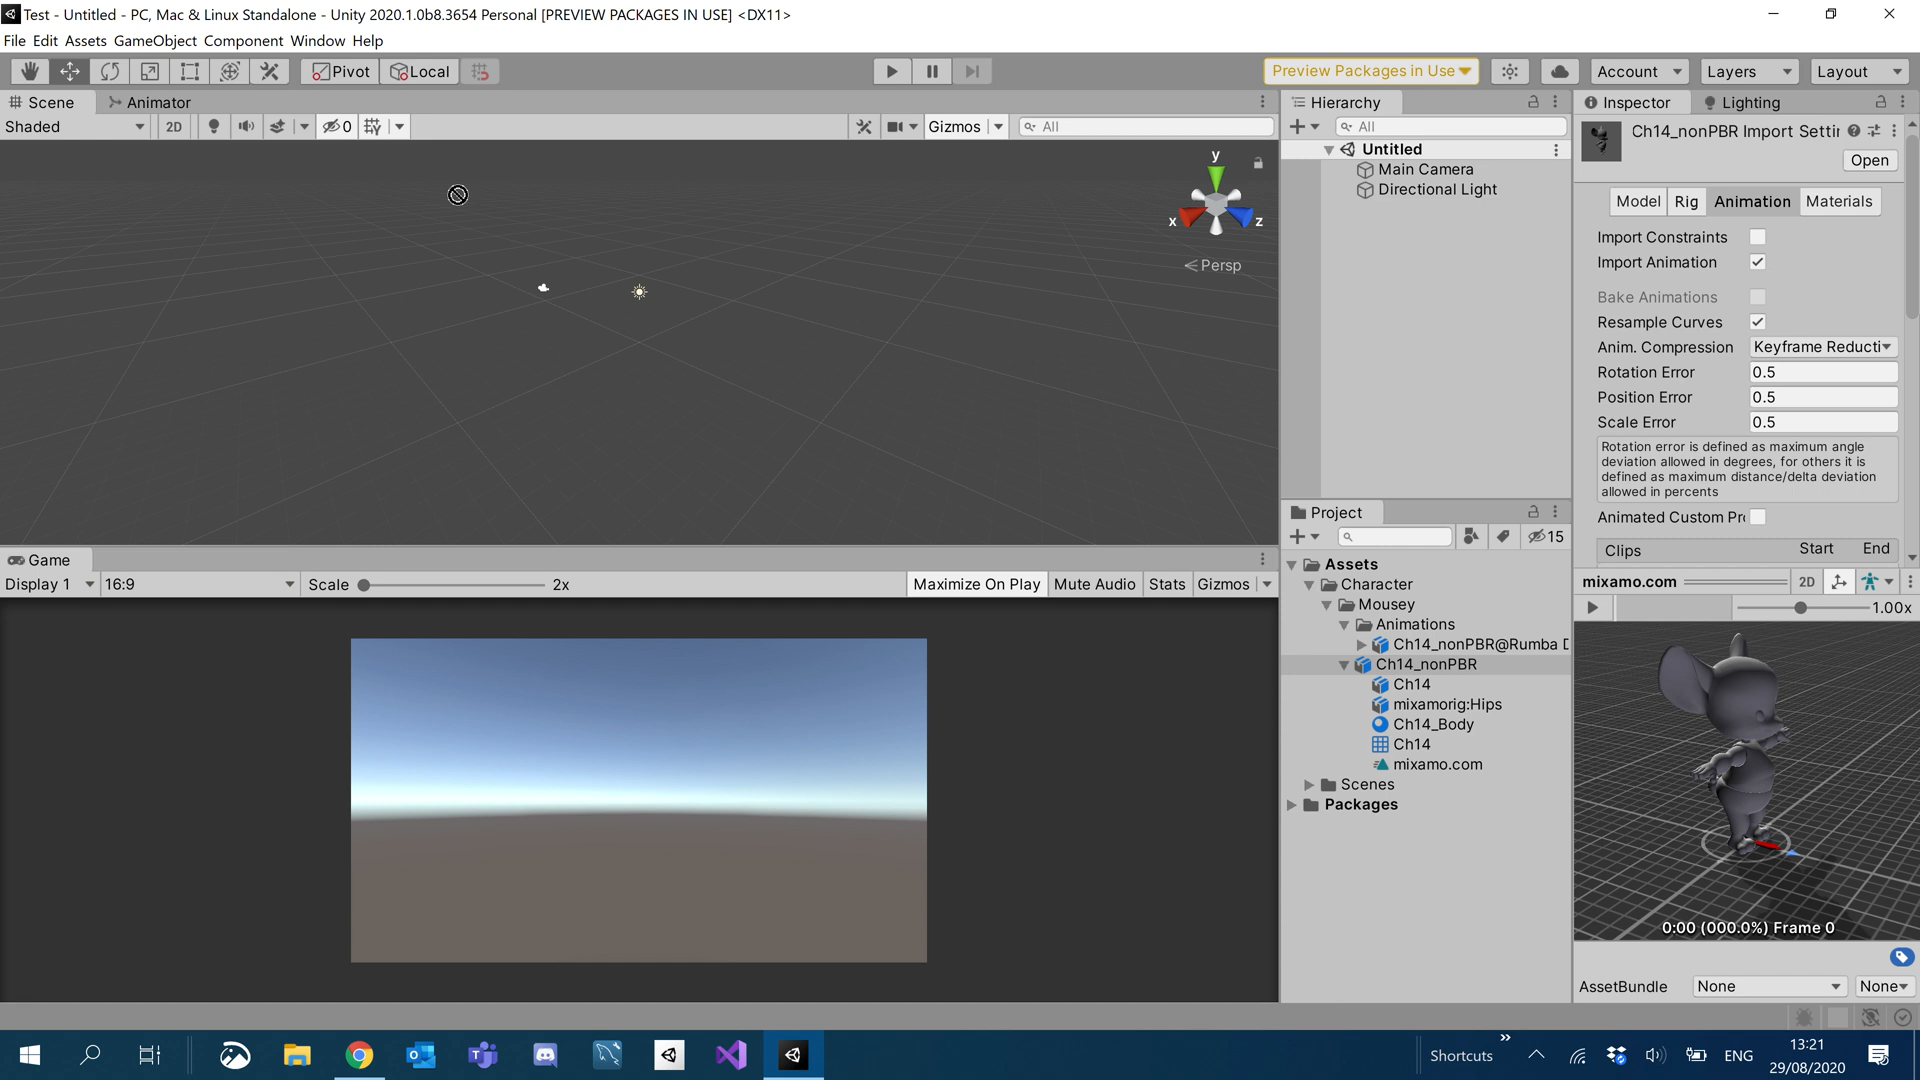 Test - Untitled - PC, Mac & Linux Standalone - Unity 2020.1.0b8.3654 Personal [PREVIEW PACKAGES IN USE] <DX11>
File Edit Assets GameObject Component Window Help
Pivot Local Preview Packages in Use Account Layers Layout
Scene Animator
Shaded 2D 0 Gizmos All
y
x z
Persp
Game
Display 1 16:9 Scale 2x Maximize On Play Mute Audio Stats Gizmos
Hierarchy
All
Untitled
Main Camera
Directional Light
Project
15
Assets
Character
Mousey
Animations
Ch14_nonPBR@Rumba D
Ch14_nonPBR
Ch14
mixamorig:Hips
Ch14_Body
Ch14
mixamo.com
Scenes
Packages
Inspector Lighting
Ch14_nonPBR Import Settin
Open
Model Rig Animation Materials
Import Constraints
Import Animation
Bake Animations
Resample Curves
Anim. Compression Keyframe Reducti
Rotation Error 0.5
Position Error 0.5
Scale Error 0.5
Rotation error is defined as maximum angle
deviation allowed in degrees, for others it is
defined as maximum distance/delta deviation
allowed in percents
Animated Custom Pr
Clips Start End
mixamo.com 2D
1.00x
0:00 (000.0%) Frame 0
AssetBundle None None
Shortcuts ENG 13:21
29/08/2020